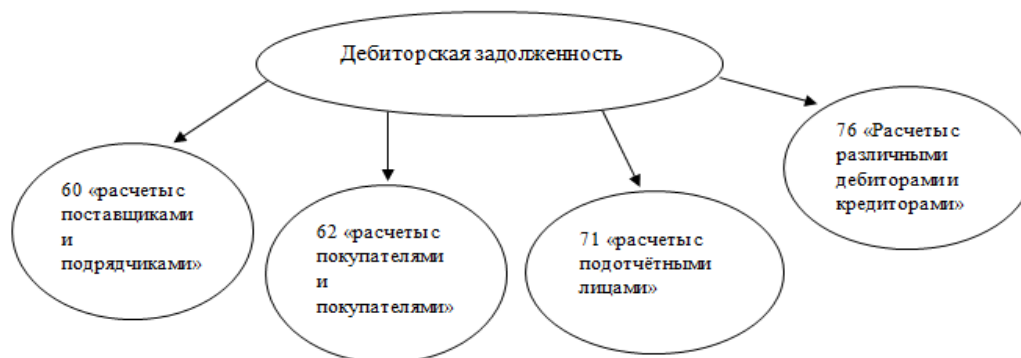 Дебиторская задолженность
60 «расчеты с
поставщиками
и
подрядчиками»
62 «расчеты с
покупателями
и
покупателями»
71 «расчеты с
подотчётными
лицами»
76 «Расчеты с
различными
дебиторами и
кредиторами»